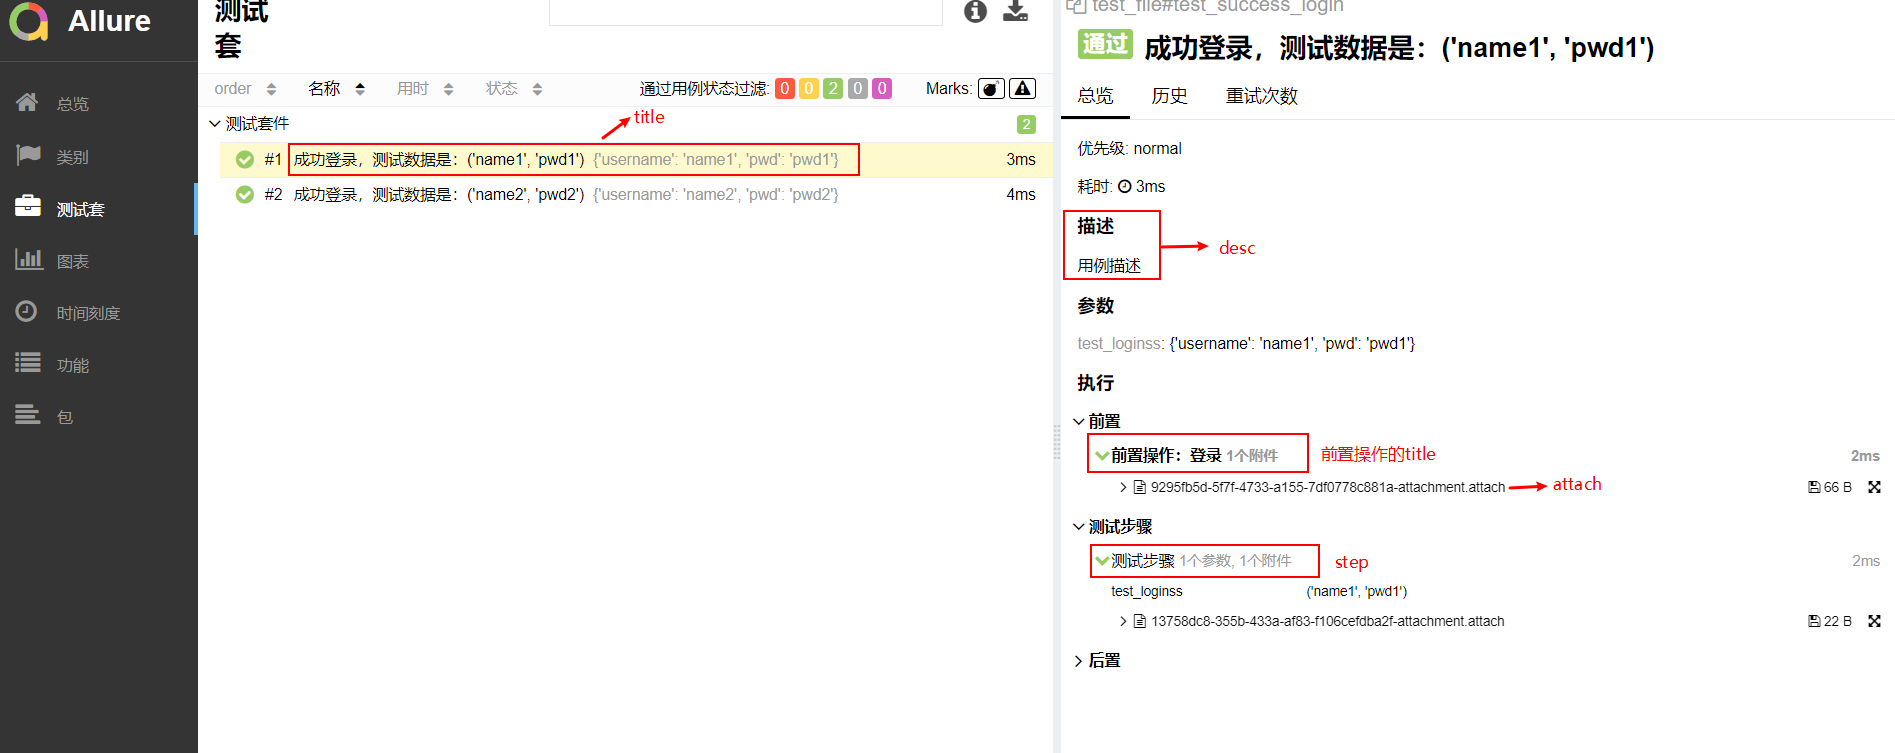 Allure
总览
类别
测试套
图表
时间刻度
功能
包
测试
套
order 名称 用时 状态 通过用例状态过滤: 0 0 2 0 0 Marks:
title
测试套件 2
#1 成功登录，测试数据是：('name1', 'pwd1') {'username': 'name1', 'pwd': 'pwd1'} 3ms
#2 成功登录，测试数据是：('name2', 'pwd2') {'username': 'name2', 'pwd': 'pwd2'} 4ms
test_file#test_success_login
通过 成功登录，测试数据是：('name1', 'pwd1')
总览 历史 重试次数
优先级: normal
耗时: 3ms
描述
desc
用例描述
参数
test_loginss: {'username': 'name1', 'pwd': 'pwd1'}
执行
前置
前置操作：登录 1个附件 前置操作的title 2ms
9295fb5d-5f7f-4733-a155-7df0778c881a-attachment.attach attach 66 B
测试步骤
测试步骤 1个参数, 1个附件 step 2ms
test_loginss ('name1', 'pwd1')
13758dc8-355b-433a-af83-f106cefdba2f-attachment.attach 22 B
后置